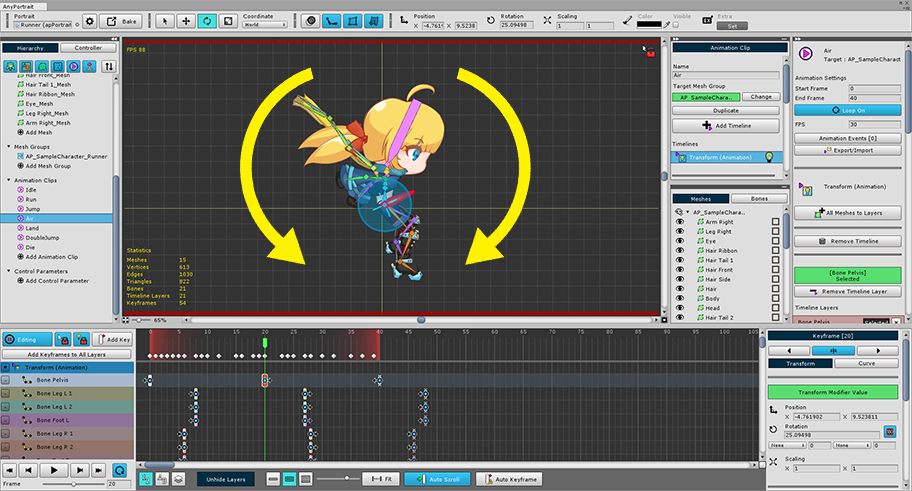 AnyPortrait
Portrait
Runner (apPortrait
Bake
Coordinate
World
Position
X -4.7619 Y 9.5238
Rotation
25.09498
Scaling
1 1
Color
Visible
Extra
Set
Hierarchy Controller
Hair Front_Mesh
Hair Tail 1_Mesh
Hair Ribbon_Mesh
Eye_Mesh
Leg Right_Mesh
Arm Right_Mesh
Add Mesh
Mesh Groups
AP_SampleCharacter_Runner
Add Mesh Group
Animation Clips
Idle
Run
Jump
Air
Land
DoubleJump
Die
Add Animation Clip
Control Parameters
Add Control Parameter
FPS 88
Statistics
Meshes 15
Vertices 613
Edges 1030
Triangles 822
Bones 21
Timeline Layers 21
Keyframes 54
65%
Animation Clip
Name
Air
Target Mesh Group
AP_SampleCharac.. Change
Duplicate
Add Timeline
Timelines
Transform (Animation)
Meshes Bones
AP_SampleChara..
Arm Right
Leg Right
Eye
Hair Ribbon
Hair Tail 1
Hair Front
Hair Side
Hair
Body
Head
Hair Tail 2
Air
Target : AP_SampleCharact
Animation Settings
Start Frame 0
End Frame 40
Loop On
FPS 30
Animation Events [0]
Export/Import
Transform (Animation)
All Meshes to Layers
Remove Timeline
[Bone Pelvis]
Selected
Remove Timeline Layer
Timeline Layers
Bone Pelvis
Editing Add Key
Add Keyframes to All Layers
Transform (Animation)
Bone Pelvis
Bone Leg L 1
Bone Leg L 2
Bone Foot L
Bone Leg R 1
Bone Leg R 2
Frame 20
0 5 10 15 20 25 30 35 40 45 50 55 60 65 70 75 80 85 90 95 100 105
Unhide Layers
Fit
Auto Scroll
Auto Keyframe
Keyframe [20]
Transform Curve
Transform Modifier Value
Position
X -4.761902 Y 9.523811
Rotation
25.09498
None 0 None 0
Scaling
X 1 Y 1